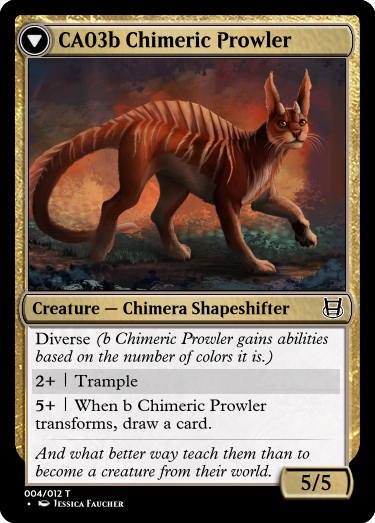 CA03b Chimeric Prowler
Creature — Chimera Shapeshifter
Diverse (b Chimeric Prowler gains abilities
based on the number of colors it is.)
2+ | Trample
5+ | When b Chimeric Prowler
transforms, draw a card.
And what better way teach them than to
become a creature from their world.
5/5
004/012 T
• Jessica Faucher